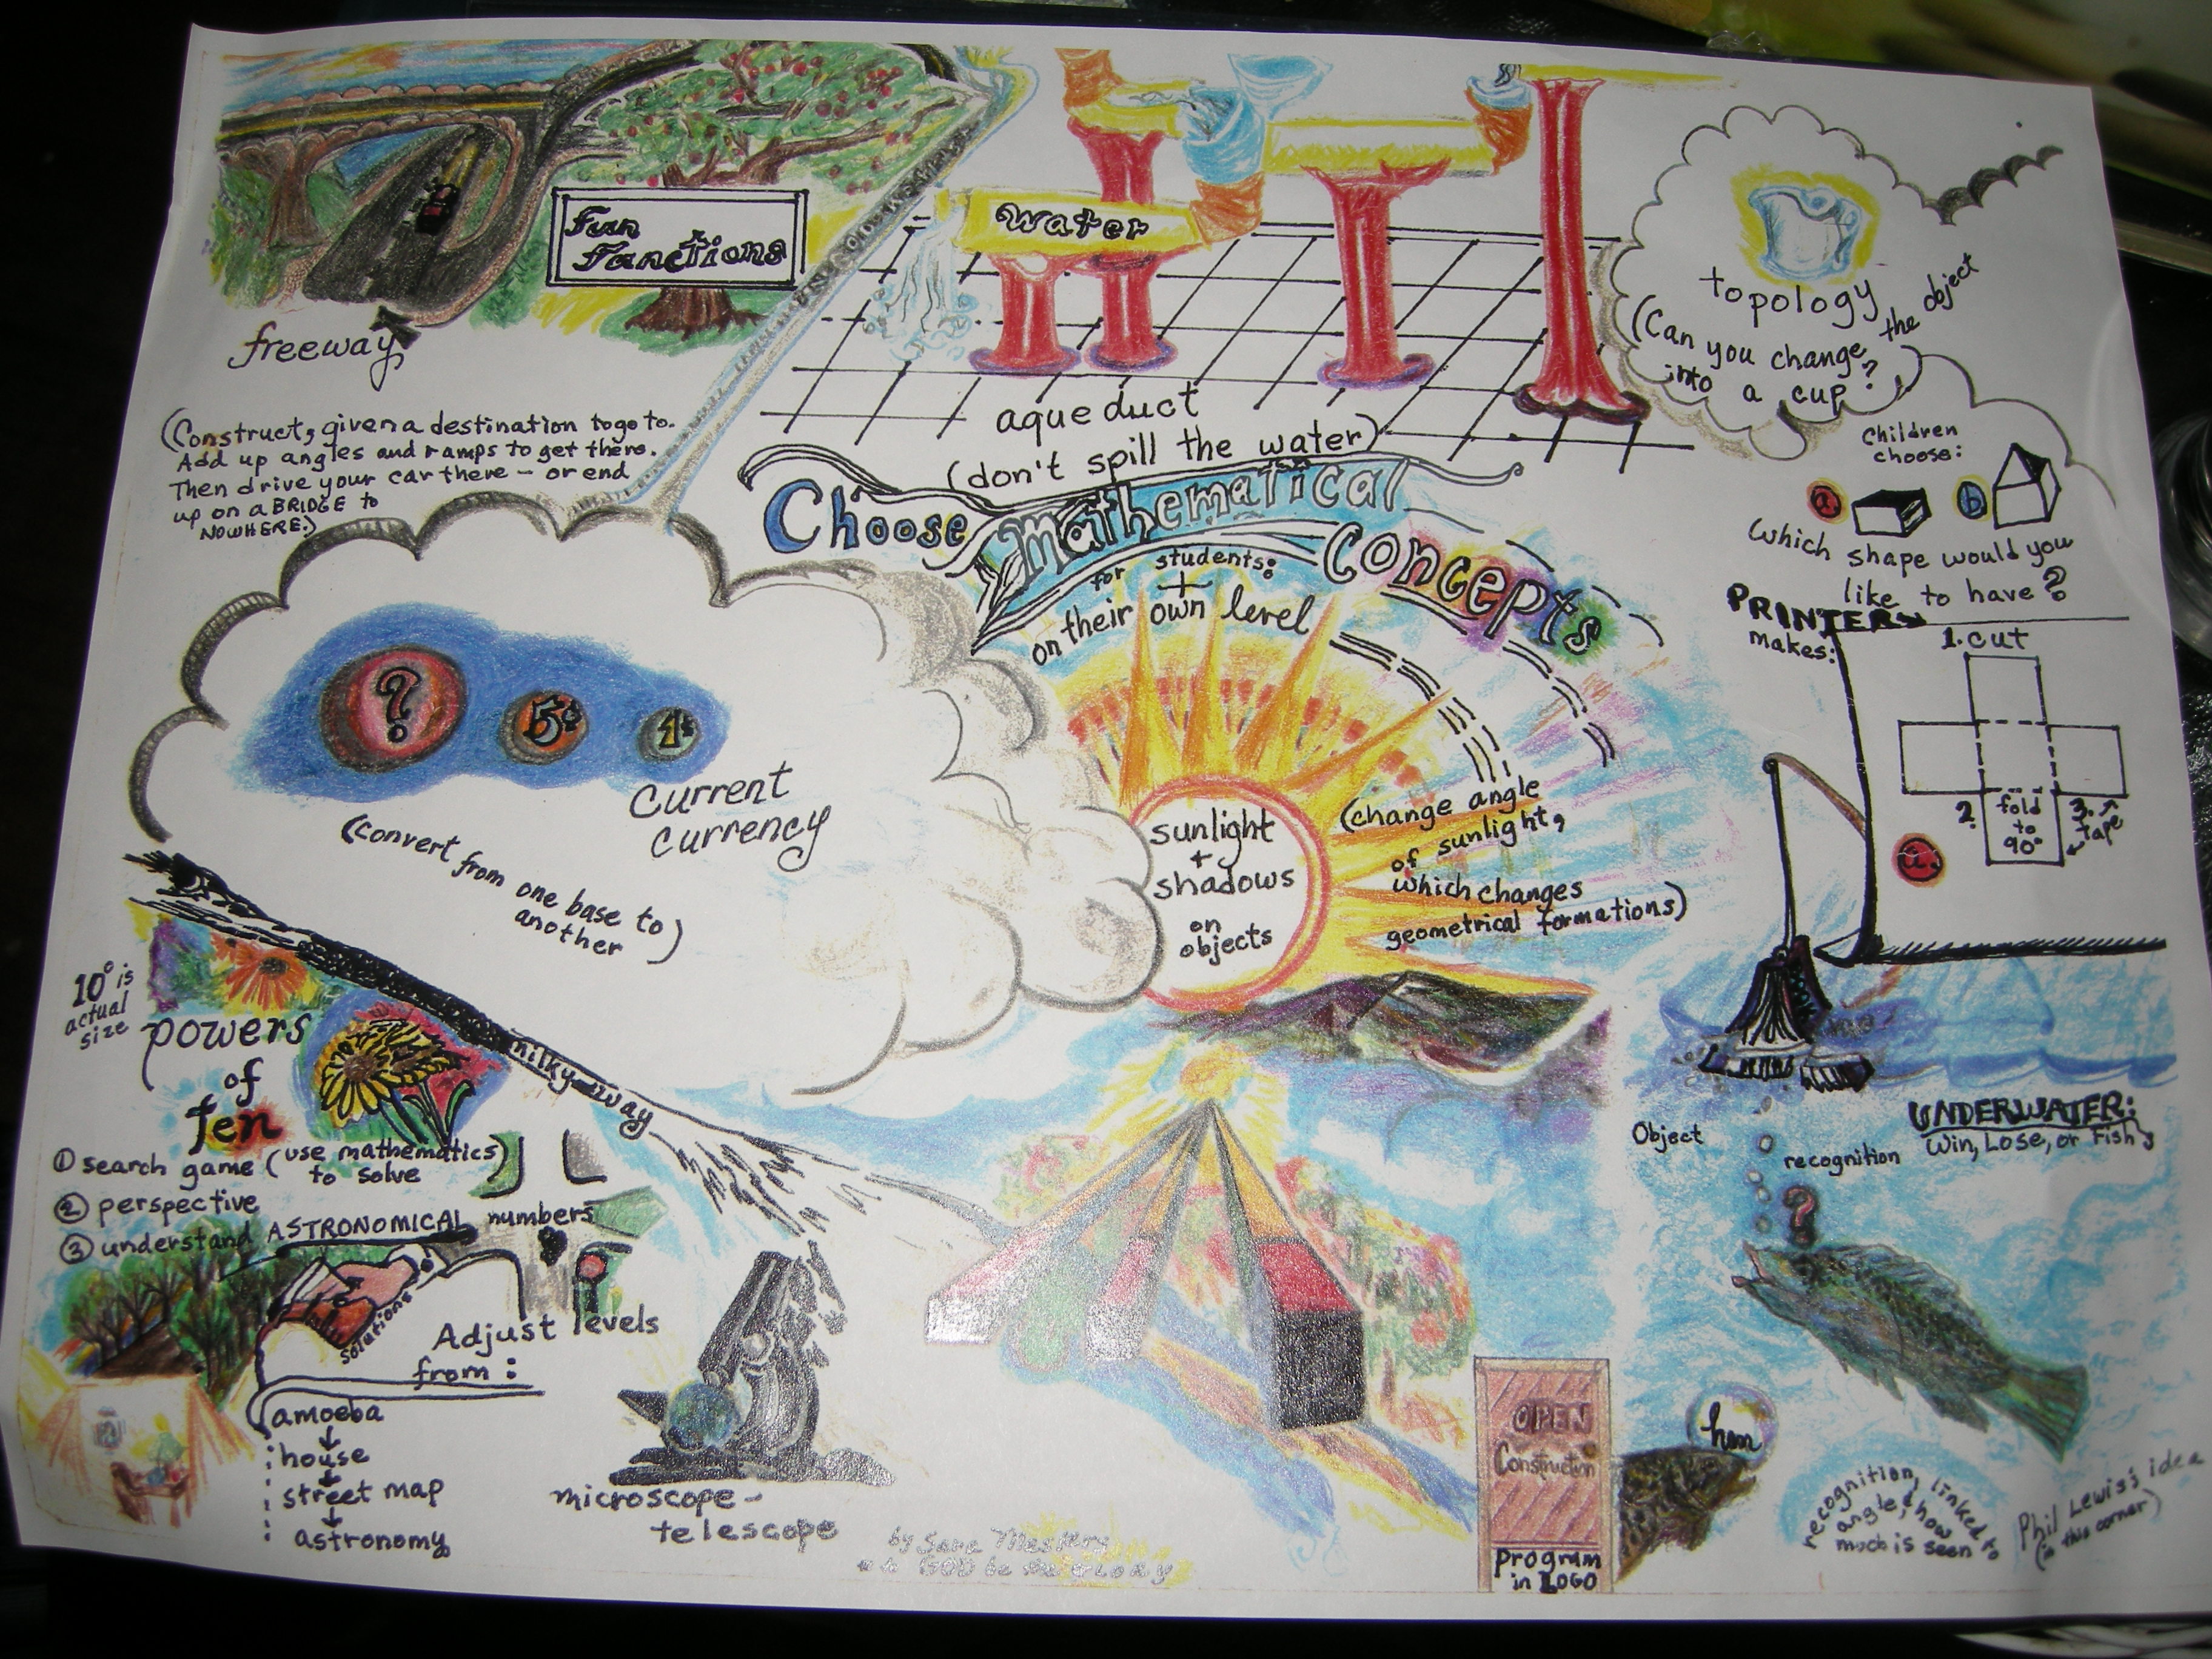 Fun
Functions
freeway
(Construct, given a destination to go to.
Add up angles and ramps to get there.
Then drive your car there – or end
up on a BRIDGE to
NOWHERE.)
water
aqueduct
(don't spill the water)
topology
(Can you change the object
into a cup?)
Children
choose:
a b
Which shape would you
like to have?
PRINTER
makes:
1. cut
2. fold
to
90°
3. tape
a.
Choose Mathematical Concepts
for students:
on their own level
? 5¢ 1¢
Current
currency
(convert from one base to
another)
sunlight
+
shadows
on
objects
(change angle
of sunlight,
which changes
geometrical formations)
10° is
actual
size
powers
of
ten
milky way
① search game (use mathematics)
to solve
② perspective
③ understand ASTRONOMICAL numbers
solutions
Adjust levels
from:
amoeba
house
street map
astronomy
microscope –
telescope
by Sara
GOD be the GLORY
OPEN
Construction
program
in LOGO
Object
recognition
UNDERWATER:
Win, Lose, or Fish
?
hmm
recognition, linked to
angle, & how
much is seen
Phil Lewis's idea
(in this corner)